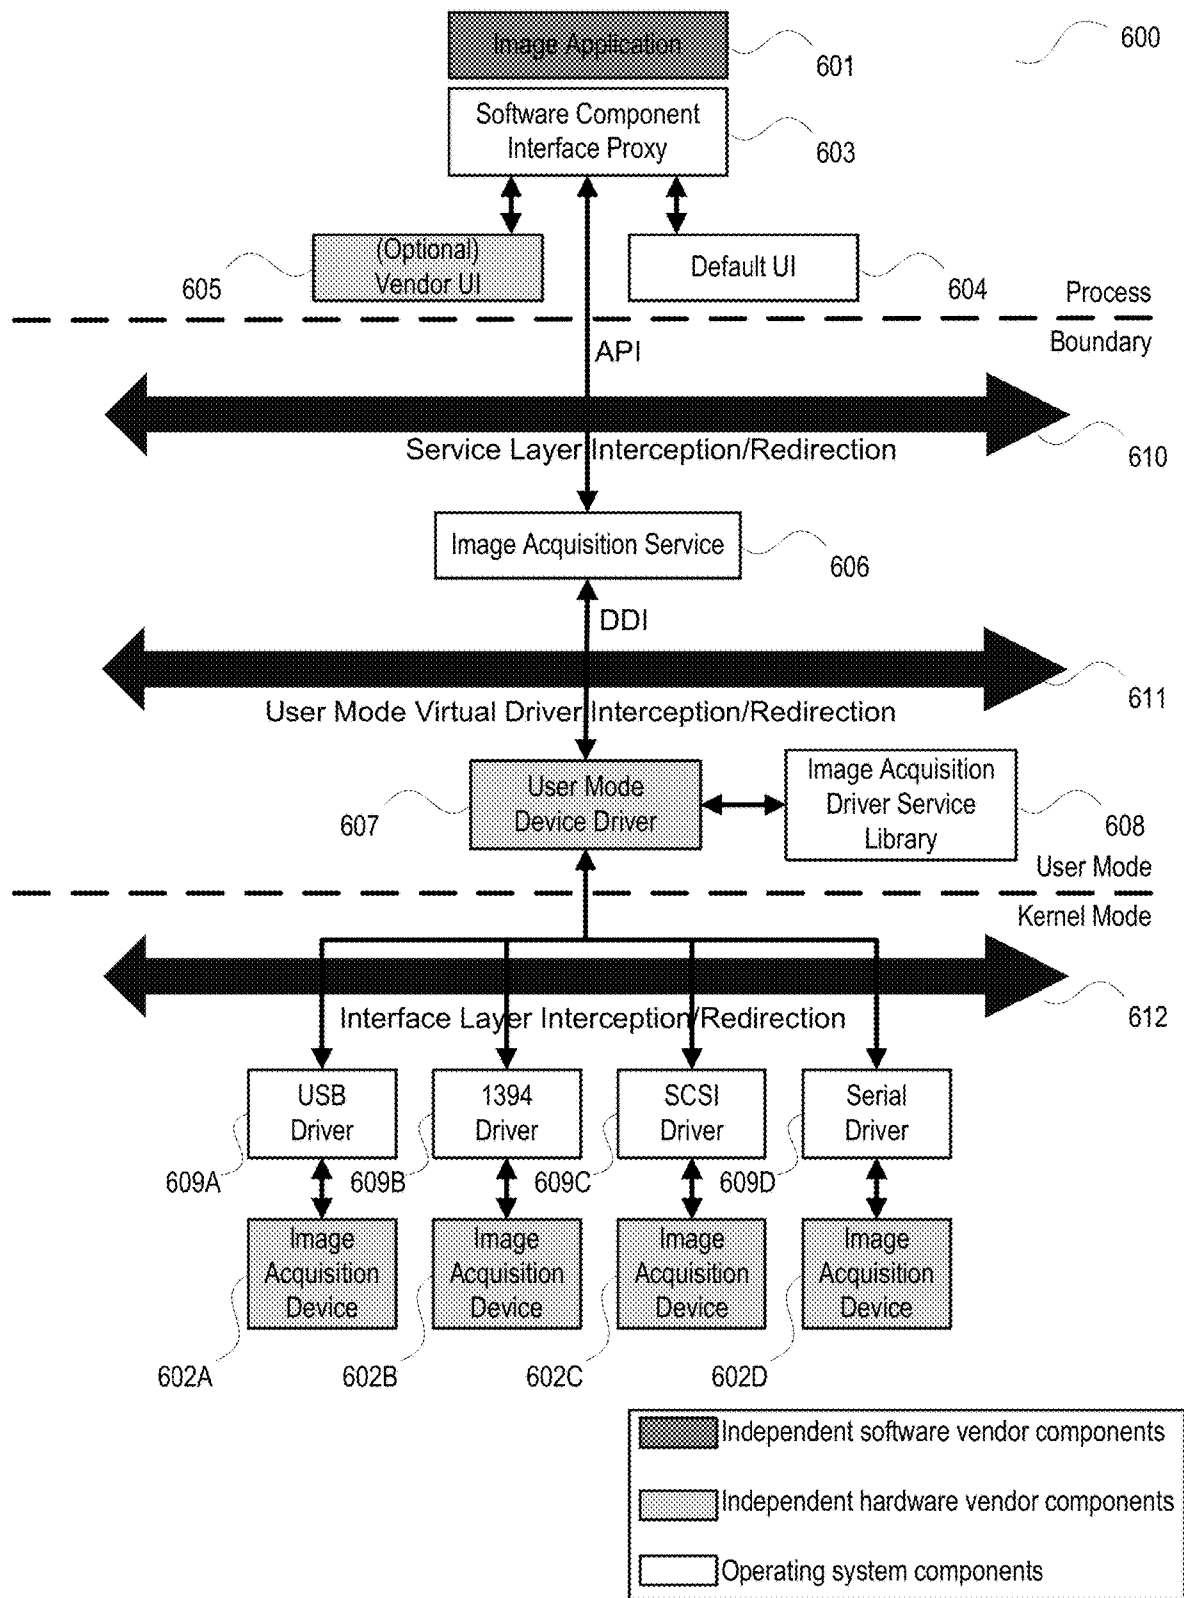 Image Application
601
600
Software Component
Interface Proxy
603
(Optional)
Vendor UI
605
Default UI
604
Process
Boundary
API
Service Layer Interception/Redirection
610
Image Acquisition Service
606
DDI
User Mode Virtual Driver Interception/Redirection
611
User Mode
Device Driver
607
Image Acquisition
Driver Service
Library
608
User Mode
Kernel Mode
Interface Layer Interception/Redirection
612
USB
Driver
609A
1394
Driver
609B
SCSI
Driver
609C
Serial
Driver
609D
Image
Acquisition
Device
602A
Image
Acquisition
Device
602B
Image
Acquisition
Device
602C
Image
Acquisition
Device
602D
Independent software vendor components
Independent hardware vendor components
Operating system components